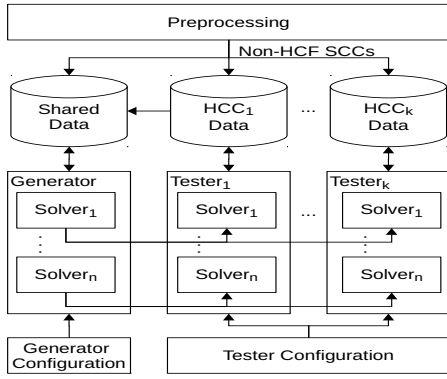 Preprocessing
Non-HCF SCCs
Shared
Data
HCC1
Data
...
HCCk
Data
Generator
Solver1
...
Solvern
Tester1
Solver1
...
Solvern
...
Testerk
Solver1
...
Solvern
Generator
Configuration
Tester Configuration